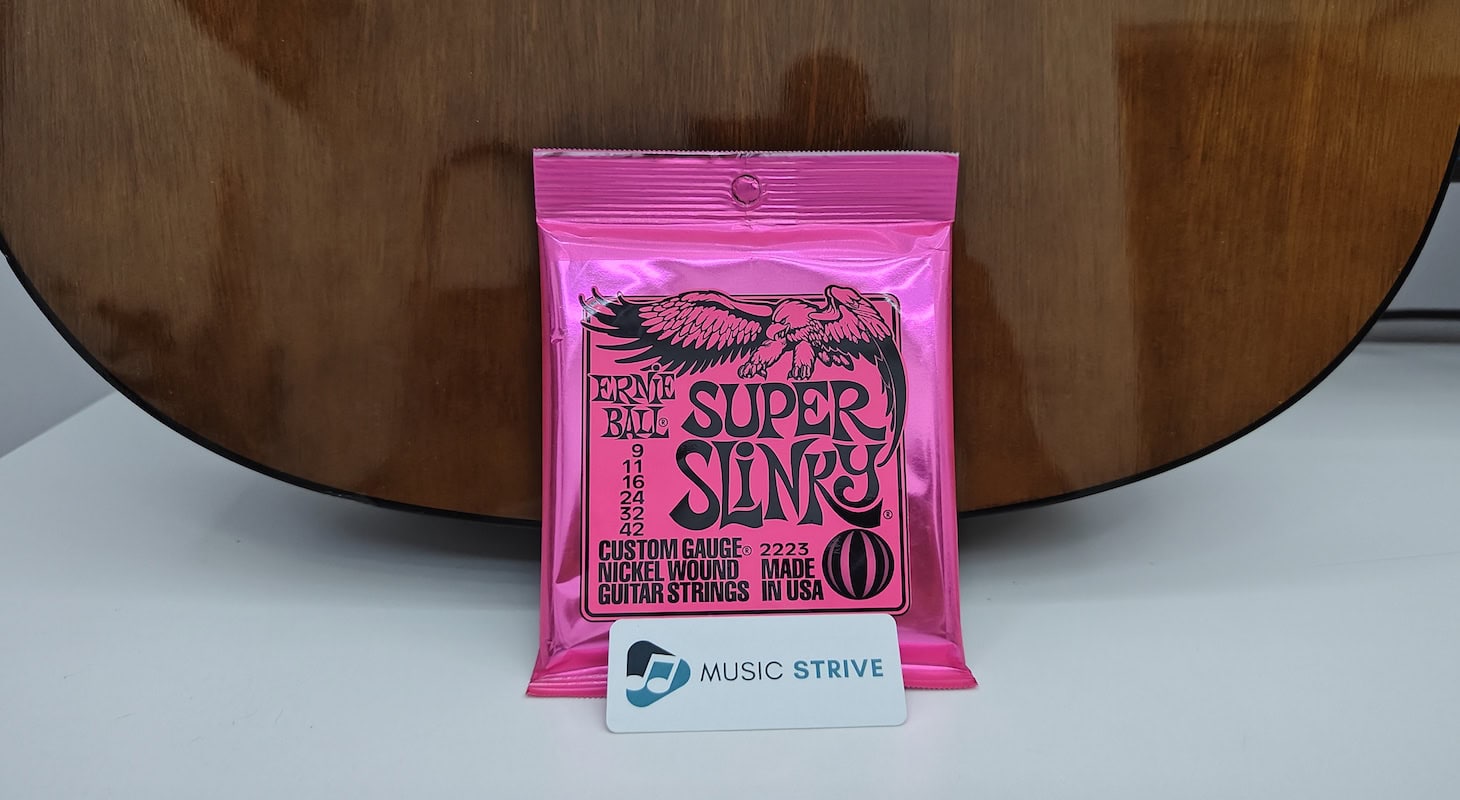 ERNIE
BALL®
SUPER
SLINKY®
9
11
16
24
32
42
CUSTOM GAUGE®
NICKEL WOUND
GUITAR STRINGS
2223
MADE
IN USA
MUSIC STRIVE